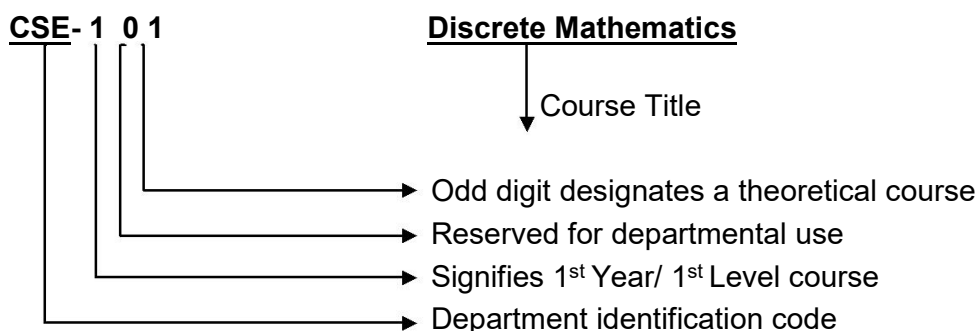 CSE- 1 0 1 Discrete Mathematics
Course Title
Odd digit designates a theoretical course
Reserved for departmental use
Signifies 1st Year/ 1st Level course
Department identification code